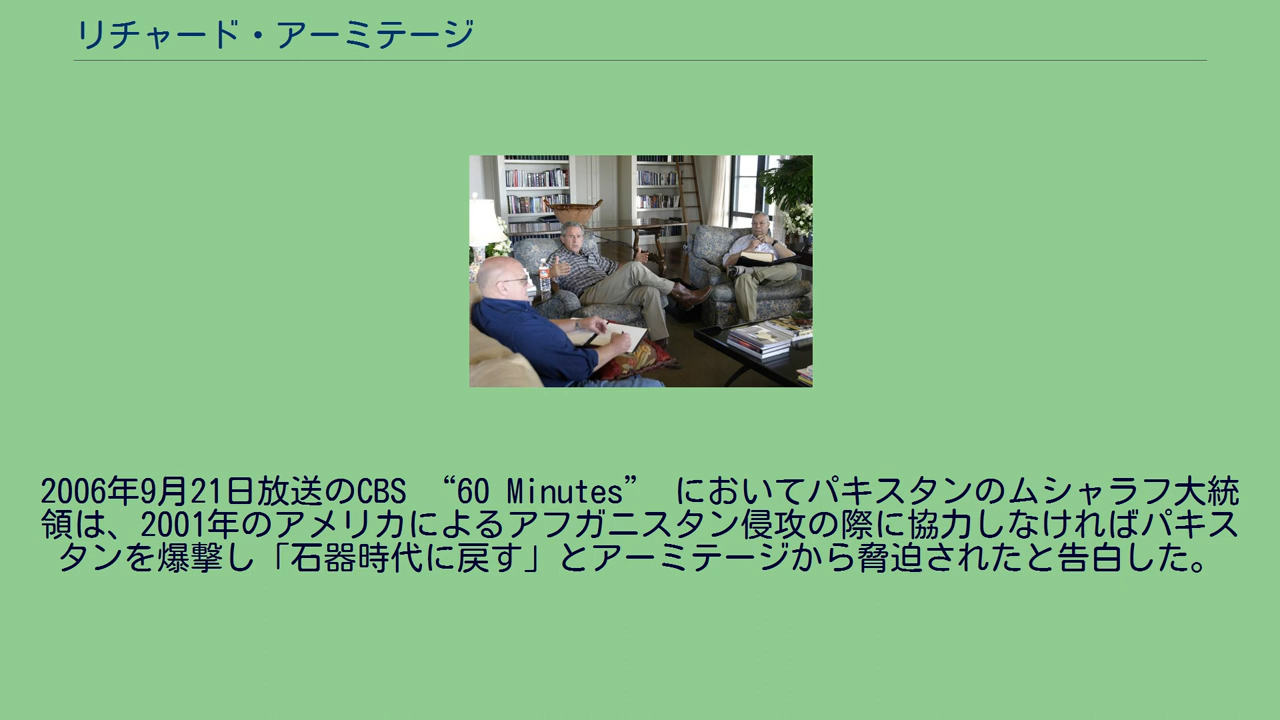 リチャード・アーミテージ
2006年9月21日放送のCBS “60 Minutes” においてパキスタンのムシャラフ大統
領は、2001年のアメリカによるアフガニスタン侵攻の際に協力しなければパキス
タンを爆撃し「石器時代に戻す」とアーミテージから脅迫されたと告白した。